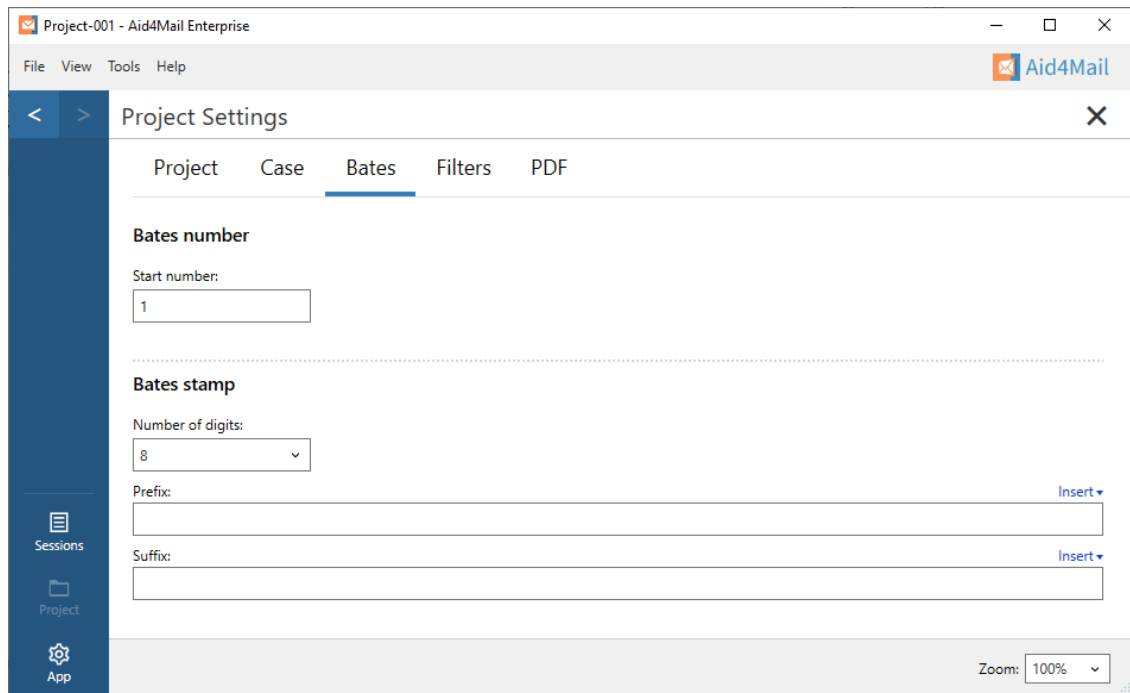 Project-001 - Aid4Mail Enterprise
File View Tools Help
Aid4Mail
< >
Project Settings
Project Case Bates Filters PDF
Bates number
Start number:
1
Bates stamp
Number of digits:
8
Prefix:
Insert
Suffix:
Insert
Sessions
Project
App
Zoom: 100%